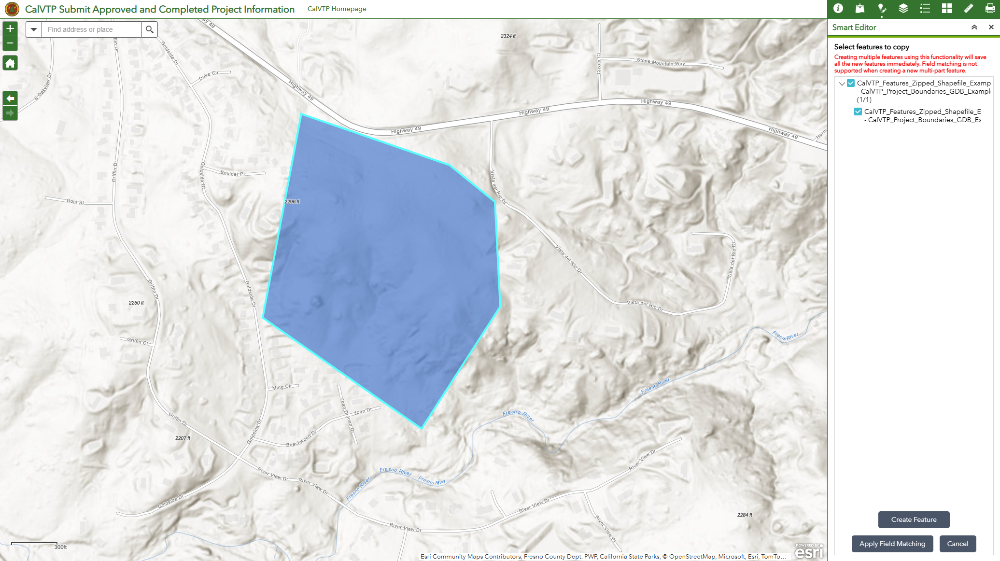 CalVTP Submit Approved and Completed Project Information
CalVTP Homepage
Find address or place
Smart Editor
Select features to copy
Creating multiple features using this functionality will save
all the new features immediately. Field matching is not
supported when creating a new multi-part feature.
CalVTP_Features_Zipped_Shapefile_Examp
- CalVTP_Project_Boundaries_GDB_Exampl
(1/1)
CalVTP_Features_Zipped_Shapefile_E
- CalVTP_Project_Boundaries_GDB_Ex
Create Feature
Apply Field Matching
Cancel
2324 ft
Stone Mountain Way
Covey Ct
Goldside Dr
Duke Cir
S Oakview Dr
Highway 49
Highway 49
Highway 49
Highway 49
Highway 49
Griffin Dr
Goldside Dr
Boulder Pl
Gold St
2296 ft
Vista del Rio Dr
Vista del Rio Dr
Vista del Rio Dr
Vista del Rio Dr
Griffin Dr
Goldside Dr
2250 ft
Griffin Ct
Fresno River
Ming Cir
Fresno River
Joan Dr
Joan Dr
Joan Dr
Fresno River
Griffin Dr
Goldside Dr
Beechwood Dr
2207 ft
River View Dr
River View Dr
River View Dr
Fresno River
Fresno River
Fresno River
Goldside Dr
River View Dr
River View Dr
River View Pl
2284 ft
300ft
POWERED BY
esri
Esri Community Maps Contributors, Fresno County Dept. PWP, California State Parks, © OpenStreetMap, Microsoft, Esri, TomTo...